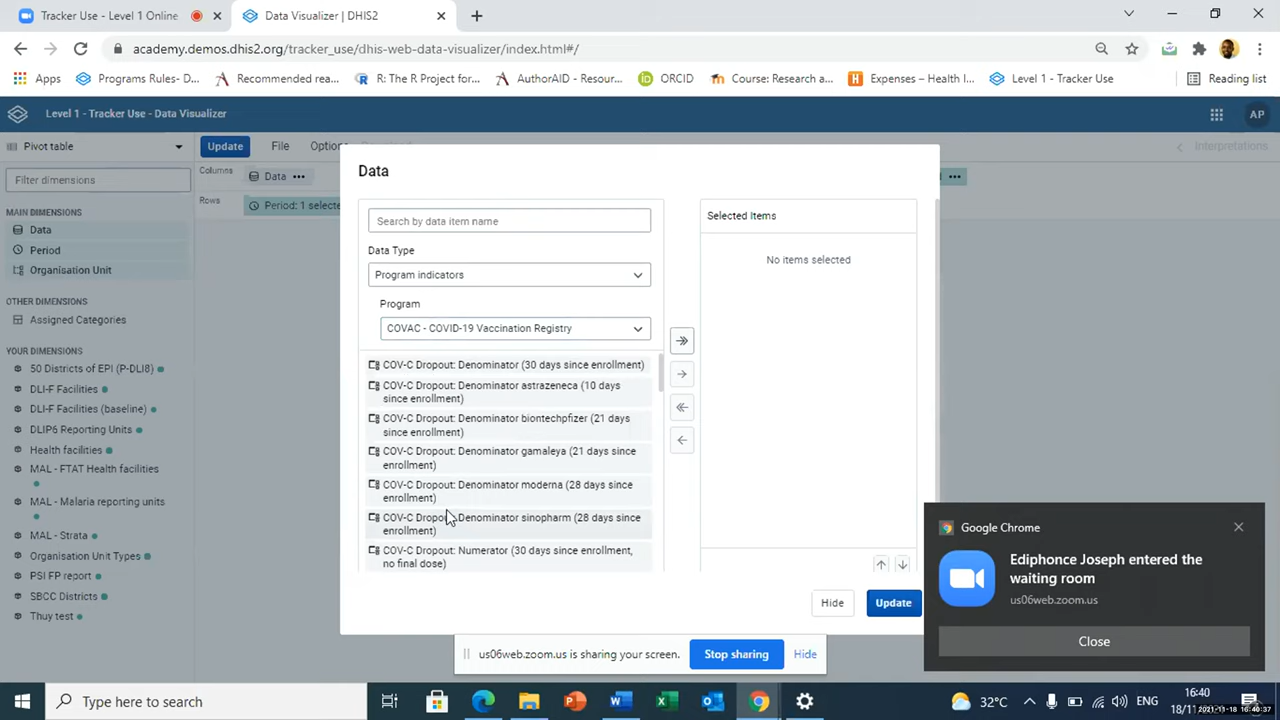 Tracker Use - Level 1 Online
Data Visualizer | DHIS2
academy.demos.dhis2.org/tracker_use/dhis-web-data-visualizer/index.html#/
Apps
Programs Rules- D...
Recommended rea...
R: The R Project for...
AuthorAID - Resour...
ORCID
Course: Research a...
Expenses – Health I...
Level 1 - Tracker Use
Reading list
Level 1 - Tracker Use - Data Visualizer
AP
Pivot table
Update
File
Option
Interpretations
Filter dimensions
Columns
Data
Rows
Period: 1 selecte
MAIN DIMENSIONS
Data
Period
Organisation Unit
OTHER DIMENSIONS
Assigned Categories
YOUR DIMENSIONS
50 Districts of EPI (P-DLI8)
DLI-F Facilities
DLI-F Facilities (baseline)
DLIP6 Reporting Units
Health facilities
MAL - FTAT Health facilities
MAL - Malaria reporting units
MAL - Strata
Organisation Unit Types
PSI FP report
SBCC Districts
Thuy test
Data
Search by data item name
Data Type
Program indicators
Program
COVAC - COVID-19 Vaccination Registry
COV-C Dropout: Denominator (30 days since enrollment)
COV-C Dropout: Denominator astrazeneca (10 days
since enrollment)
COV-C Dropout: Denominator biontechpfizer (21 days
since enrollment)
COV-C Dropout: Denominator gamaleya (21 days since
enrollment)
COV-C Dropout: Denominator moderna (28 days since
enrollment)
COV-C Dropout: Denominator sinopharm (28 days since
enrollment)
COV-C Dropout: Numerator (30 days since enrollment,
no final dose)
Selected Items
No items selected
Hide
Update
Google Chrome
Ediphonce Joseph entered the
waiting room
us06web.zoom.us
Close
us06web.zoom.us is sharing your screen.
Stop sharing
Hide
Type here to search
32°C
ENG
16:40
18/11
2021-11-18 16:40:37